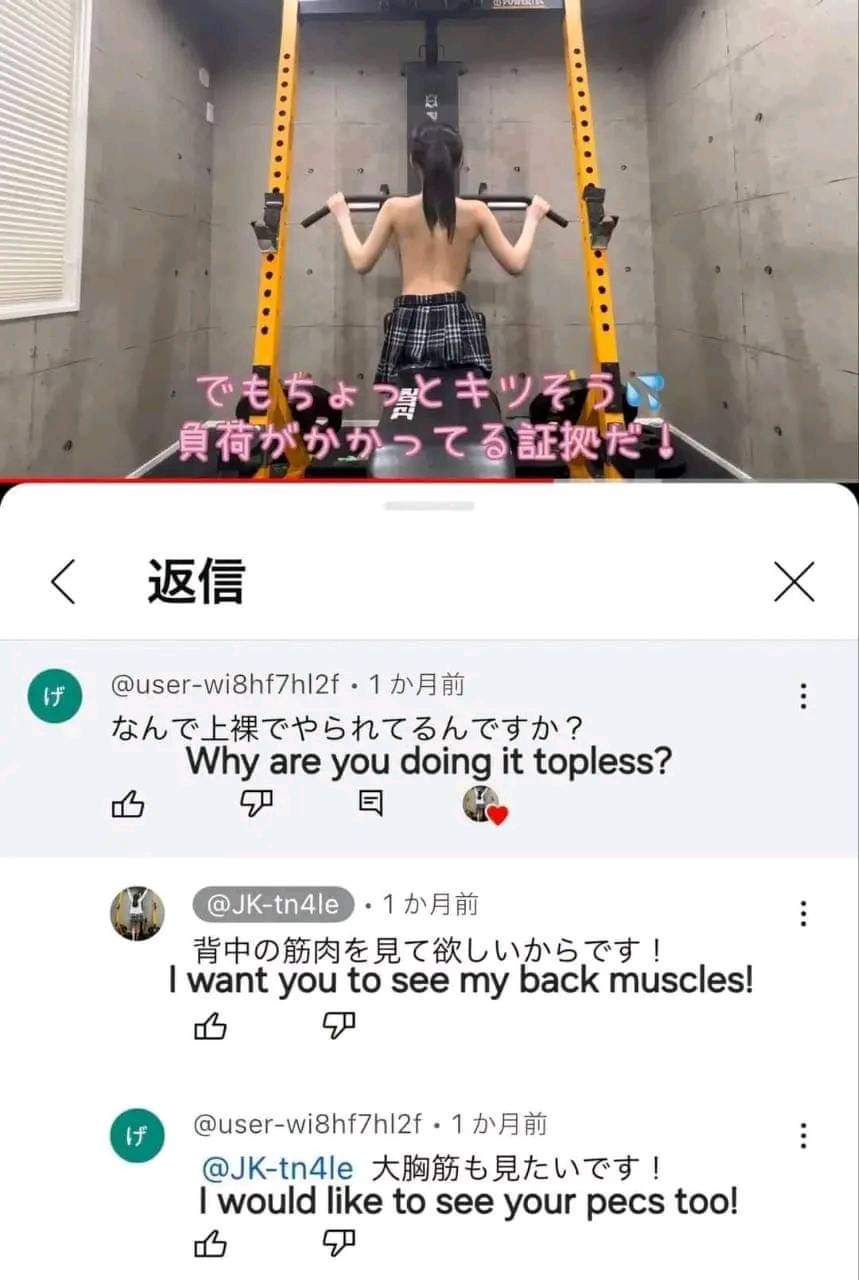 でもちょっとキツそう💦
負荷がかかってる証拠だ！
返信
げ
@user-wi8hf7hl2f・1 か月前
なんで上裸でやられてるんですか？
Why are you doing it topless?
@JK-tn4le・1 か月前
背中の筋肉を見て欲しいからです！
I want you to see my back muscles!
げ
@user-wi8hf7hl2f・1 か月前
@JK-tn4le 大胸筋も見たいです！
I would like to see your pecs too!